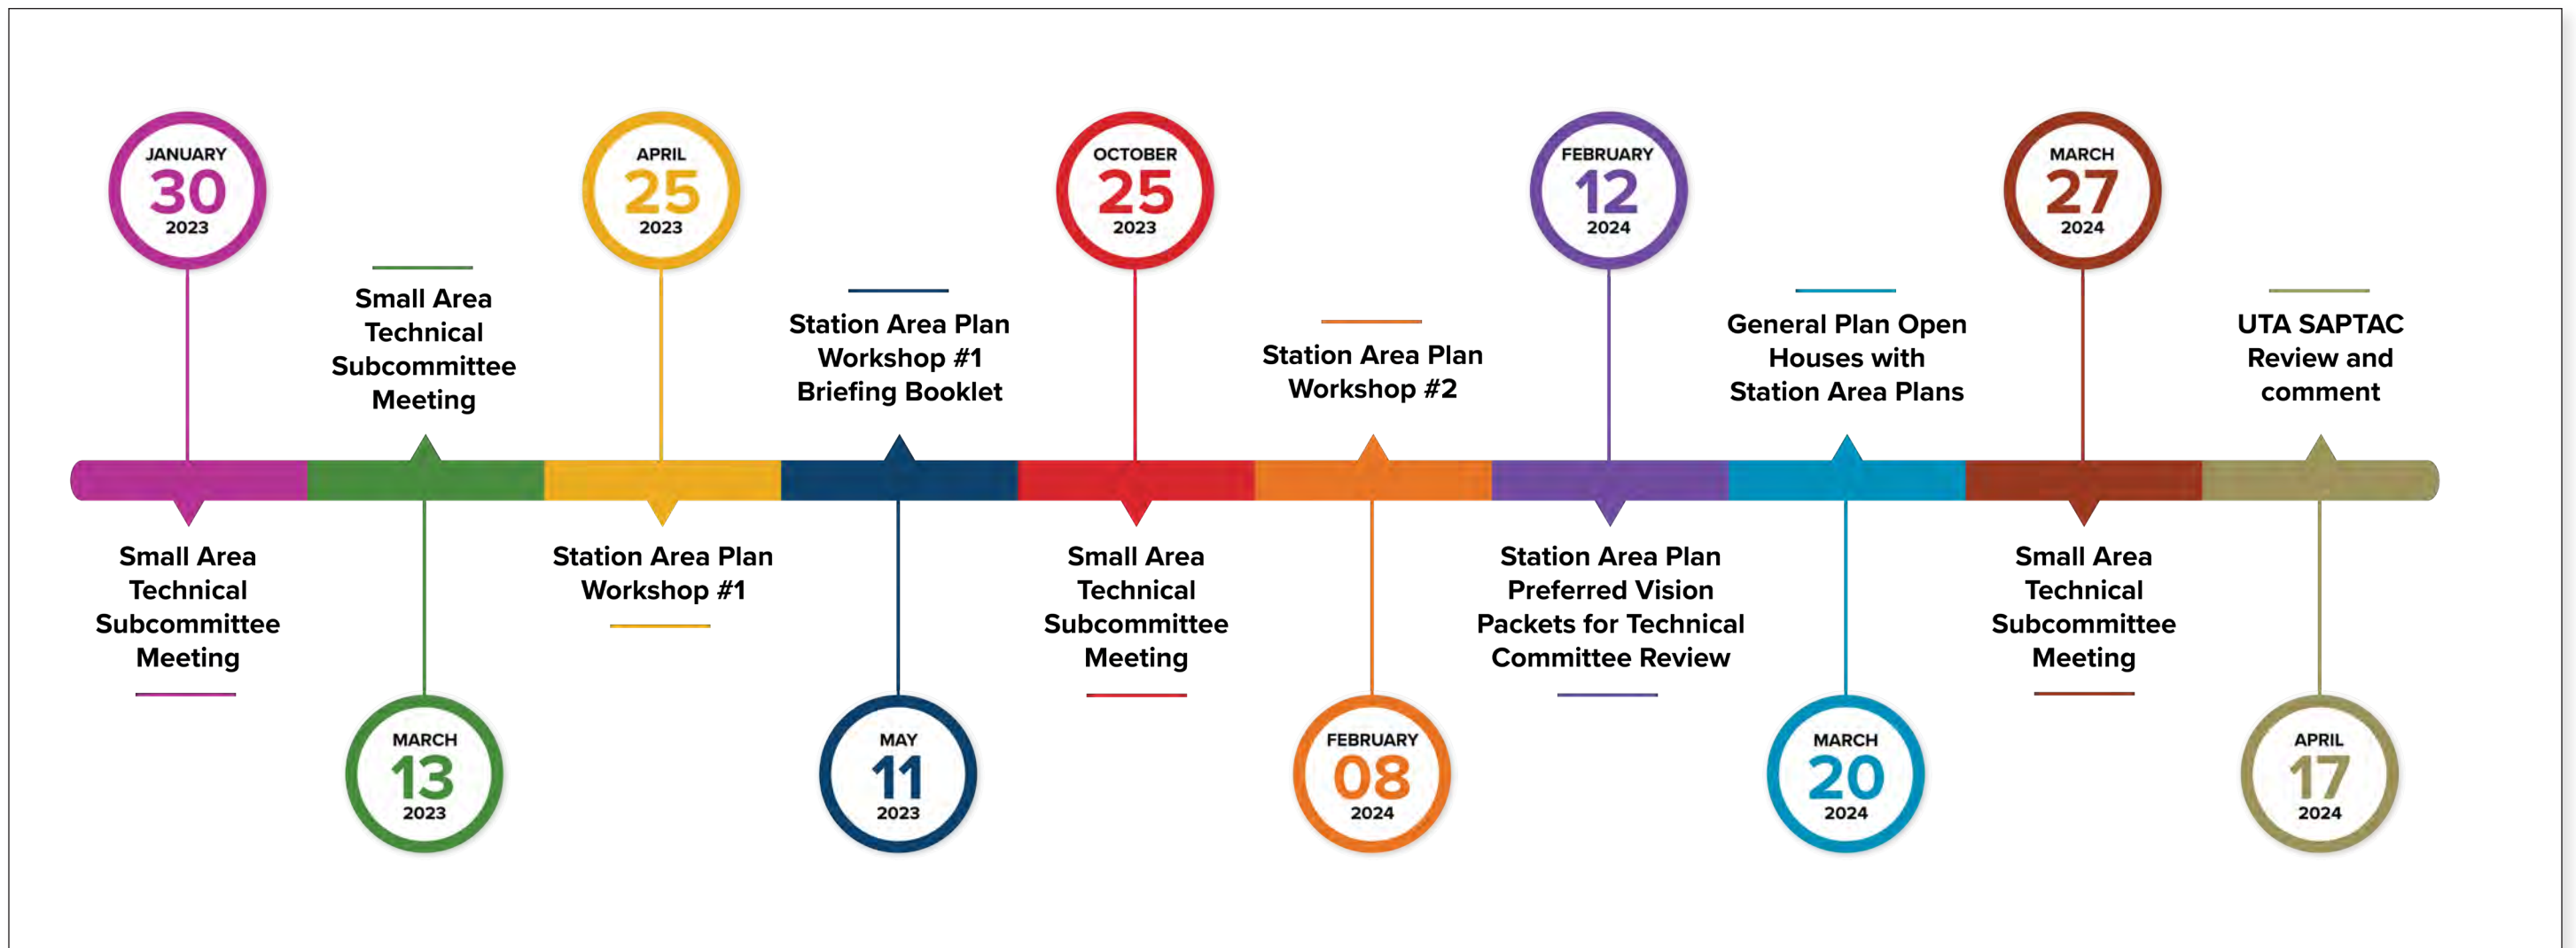 JANUARY
30
2023
Small Area
Technical
Subcommittee
Meeting
Small Area
Technical
Subcommittee
Meeting
MARCH
13
2023
APRIL
25
2023
Station Area Plan
Workshop #1
Station Area Plan
Workshop #1
Briefing Booklet
MAY
11
2023
OCTOBER
25
2023
Small Area
Technical
Subcommittee
Meeting
Station Area Plan
Workshop #2
FEBRUARY
08
2024
FEBRUARY
12
2024
Station Area Plan
Preferred Vision
Packets for Technical
Committee Review
General Plan Open
Houses with
Station Area Plans
MARCH
20
2024
MARCH
27
2024
Small Area
Technical
Subcommittee
Meeting
UTA SAPTAC
Review and
comment
APRIL
17
2024